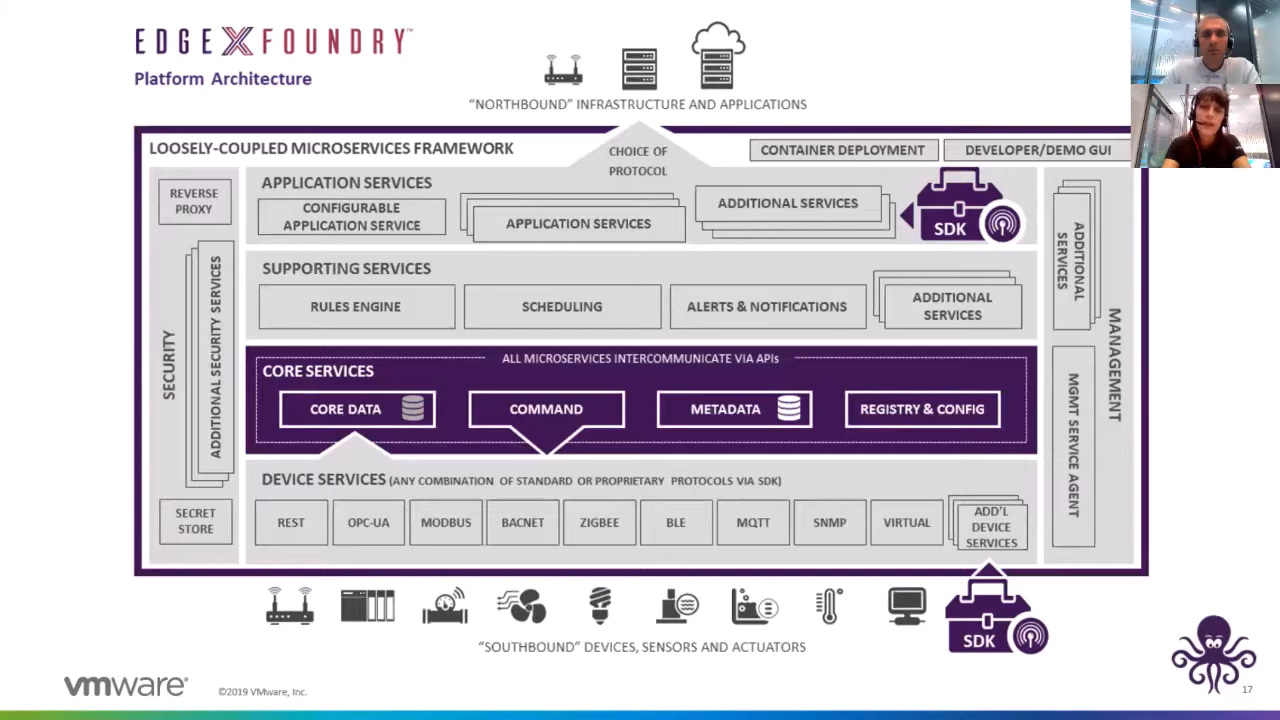 EDGE X FOUNDRY™
Platform Architecture
"NORTHBOUND" INFRASTRUCTURE AND APPLICATIONS
LOOSELY-COUPLED MICROSERVICES FRAMEWORK
CHOICE OF
PROTOCOL
CONTAINER DEPLOYMENT
DEVELOPER/DEMO GUI
REVERSE
PROXY
SECURITY
ADDITIONAL SECURITY SERVICES
SECRET
STORE
APPLICATION SERVICES
CONFIGURABLE
APPLICATION SERVICE
APPLICATION SERVICES
ADDITIONAL SERVICES
SDK
SUPPORTING SERVICES
RULES ENGINE
SCHEDULING
ALERTS & NOTIFICATIONS
ADDITIONAL
SERVICES
ALL MICROSERVICES INTERCOMMUNICATE VIA APIs
CORE SERVICES
CORE DATA
COMMAND
METADATA
REGISTRY & CONFIG
DEVICE SERVICES (ANY COMBINATION OF STANDARD OR PROPRIETARY PROTOCOLS VIA SDK)
REST
OPC-UA
MODBUS
BACNET
ZIGBEE
BLE
MQTT
SNMP
VIRTUAL
ADD'L
DEVICE
SERVICES
ADDITIONAL
SERVICES
MANAGEMENT
MGMT SERVICE AGENT
SDK
"SOUTHBOUND" DEVICES, SENSORS AND ACTUATORS
vmware®
©2019 VMware, Inc.
17